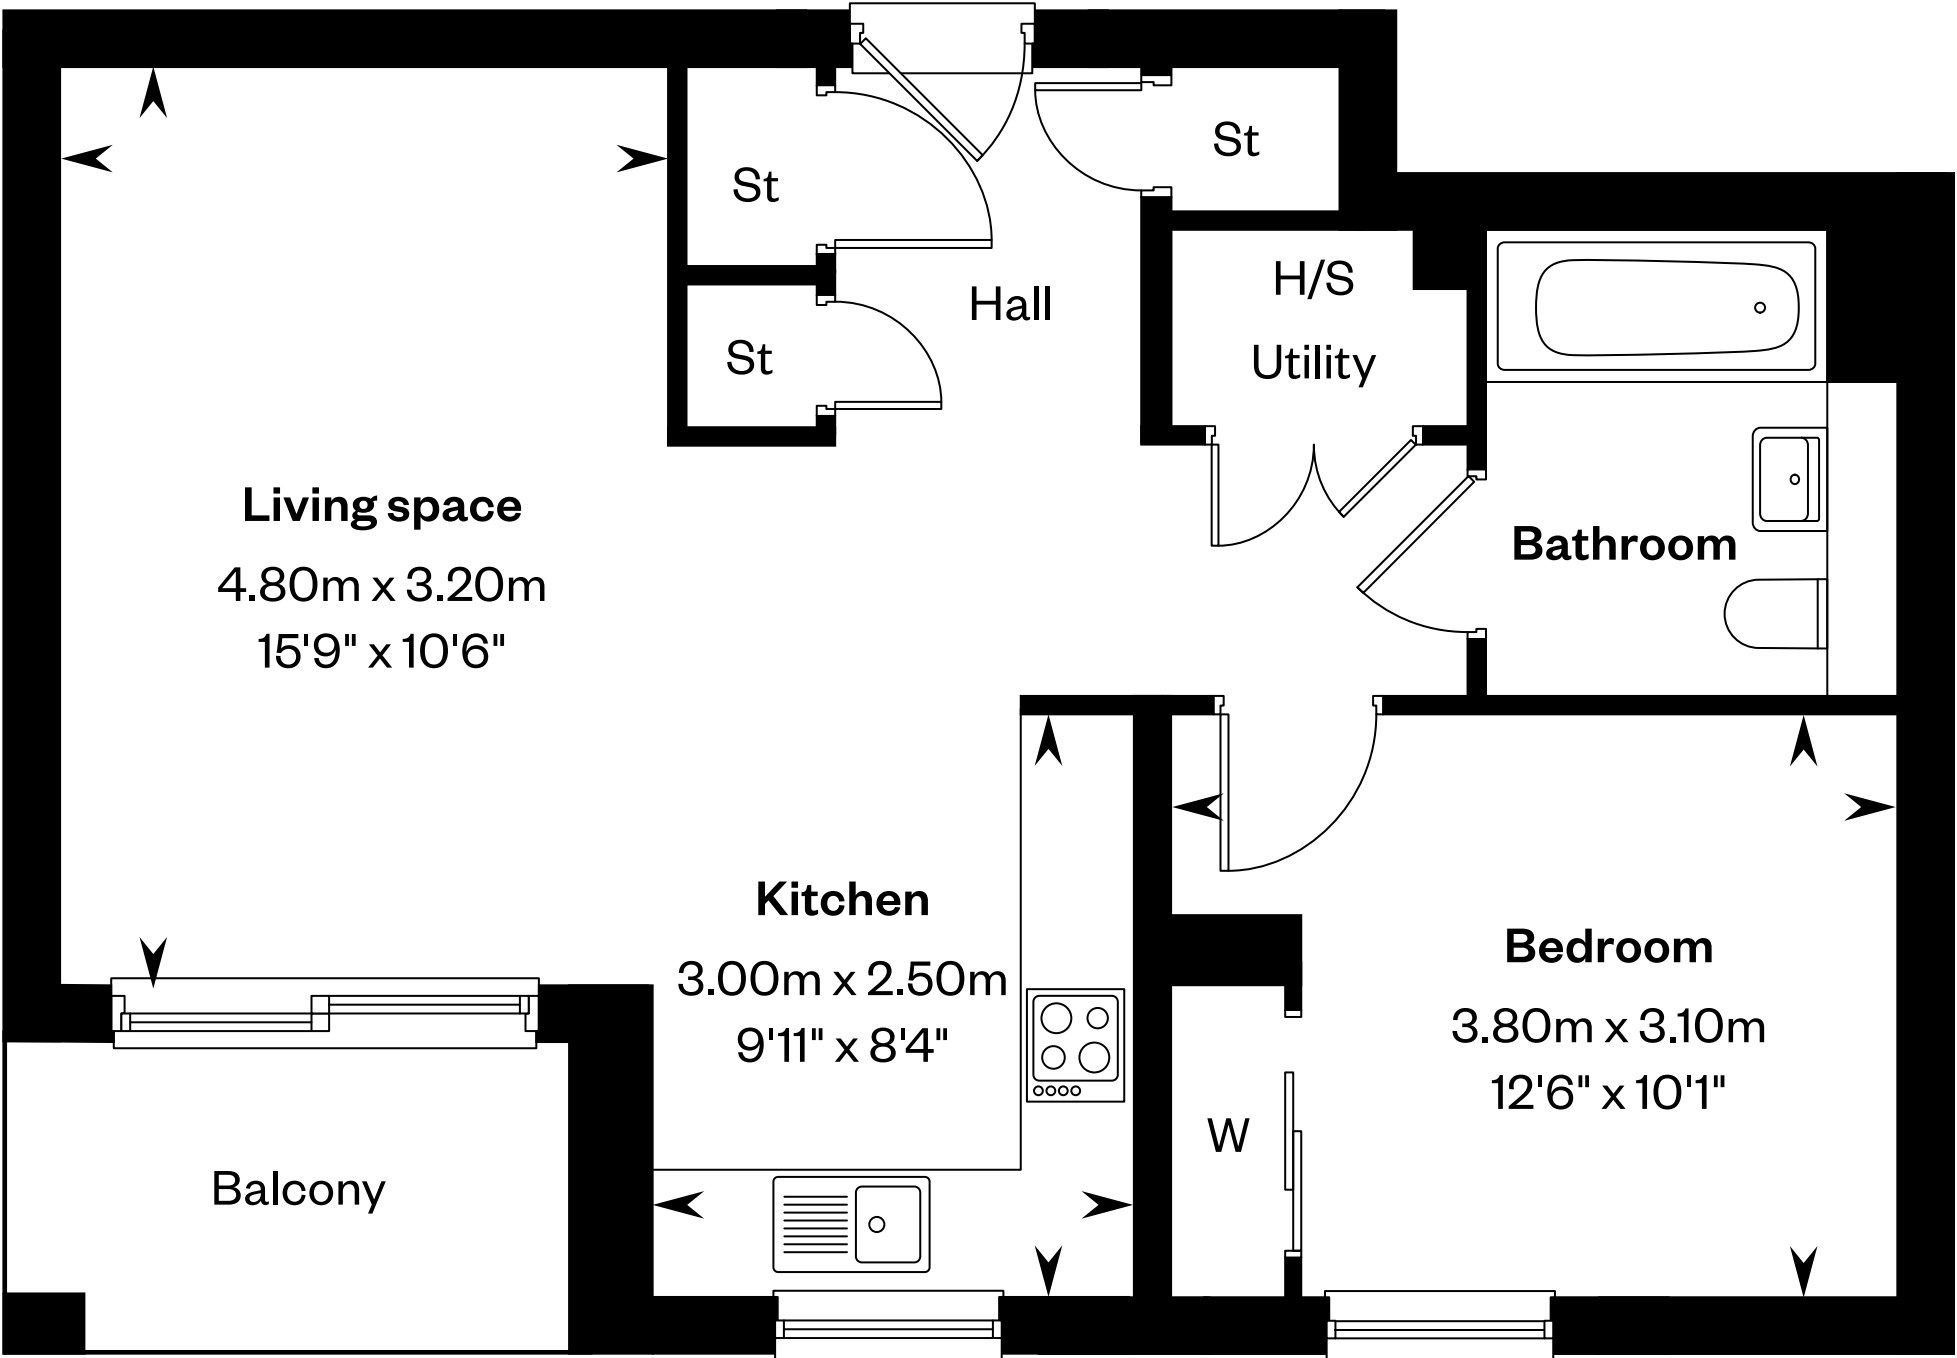 St
St
St
Hall
H/S
Utility
Living space
4.80m x 3.20m
15'9" x 10'6"
Bathroom
Kitchen
3.00m x 2.50m
9'11" x 8'4"
Bedroom
3.80m x 3.10m
12'6" x 10'1"
W
Balcony